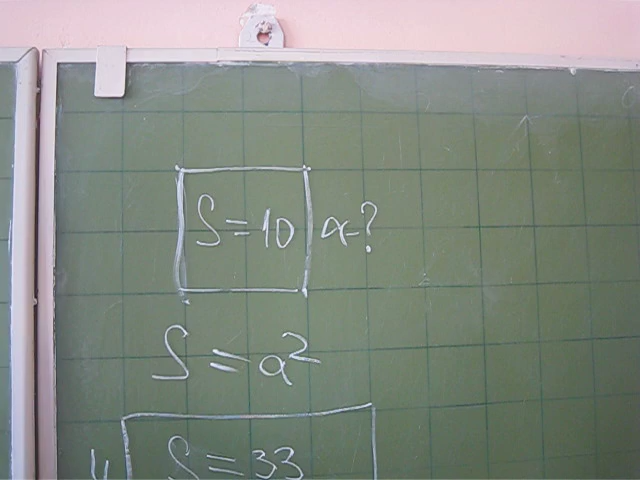 S = 10 a - ?
S = a²
4 S = 33